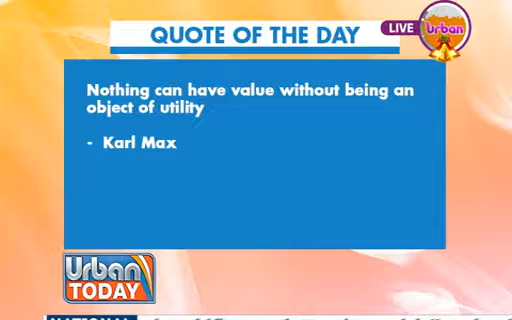 QUOTE OF THE DAY
LIVE
Urban
Nothing can have value without being an
object of utility
- Karl Max
Urban
TODAY